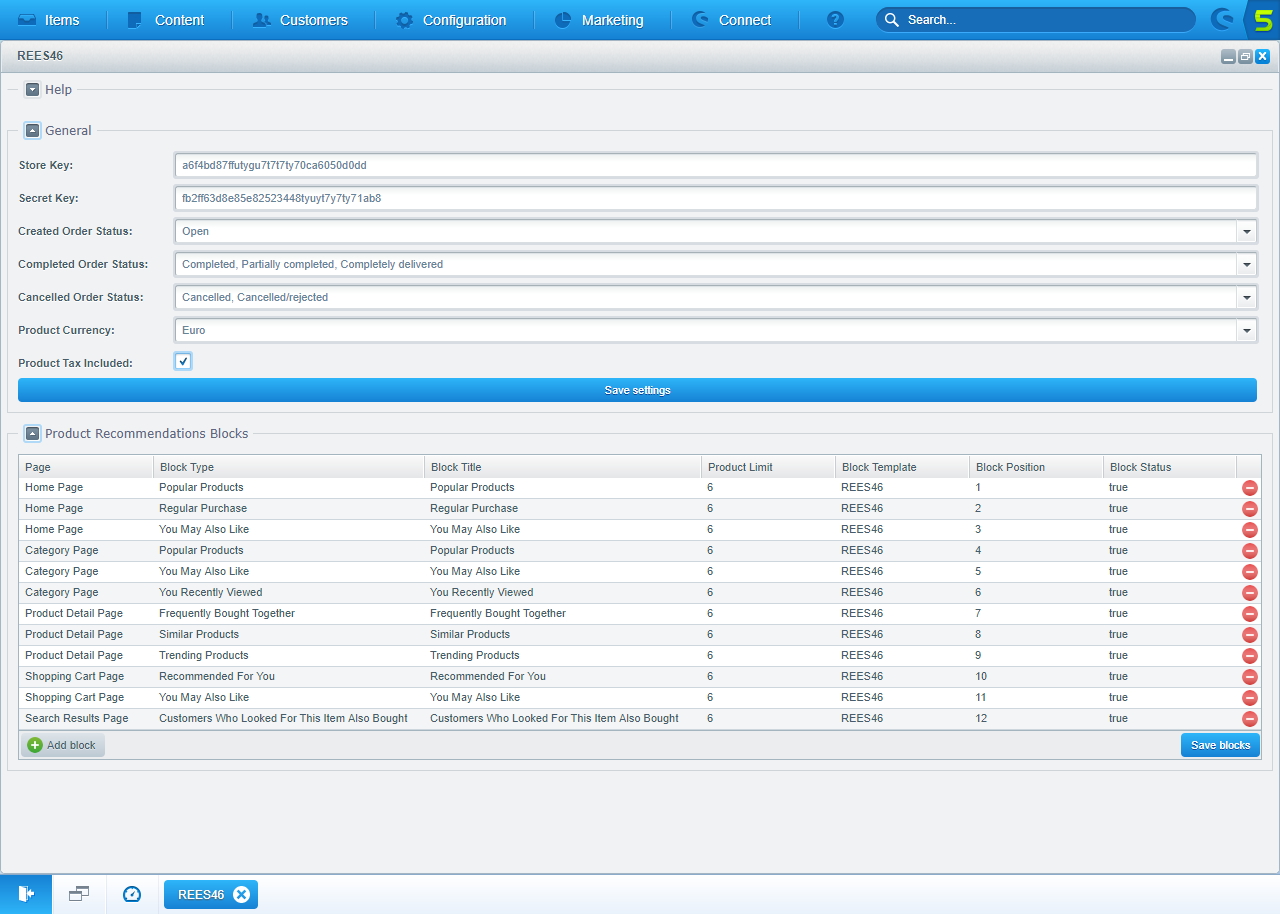 Items Content Customers Configuration Marketing Connect ? Search... 5
REES46
Help
General
Store Key: a6f4bd87ffutygu7t7t7ty70ca6050d0dd
Secret Key: fb2ff63d8e85e82523448tyuyt7y7ty71ab8
Created Order Status: Open
Completed Order Status: Completed, Partially completed, Completely delivered
Cancelled Order Status: Cancelled, Cancelled/rejected
Product Currency: Euro
Product Tax Included:
Save settings
Product Recommendations Blocks
Page Block Type Block Title Product Limit Block Template Block Position Block Status
Home Page Popular Products Popular Products 6 REES46 1 true
Home Page Regular Purchase Regular Purchase 6 REES46 2 true
Home Page You May Also Like You May Also Like 6 REES46 3 true
Category Page Popular Products Popular Products 6 REES46 4 true
Category Page You May Also Like You May Also Like 6 REES46 5 true
Category Page You Recently Viewed You Recently Viewed 6 REES46 6 true
Product Detail Page Frequently Bought Together Frequently Bought Together 6 REES46 7 true
Product Detail Page Similar Products Similar Products 6 REES46 8 true
Product Detail Page Trending Products Trending Products 6 REES46 9 true
Shopping Cart Page Recommended For You Recommended For You 6 REES46 10 true
Shopping Cart Page You May Also Like You May Also Like 6 REES46 11 true
Search Results Page Customers Who Looked For This Item Also Bought Customers Who Looked For This Item Also Bought 6 REES46 12 true
Add block Save blocks
REES46